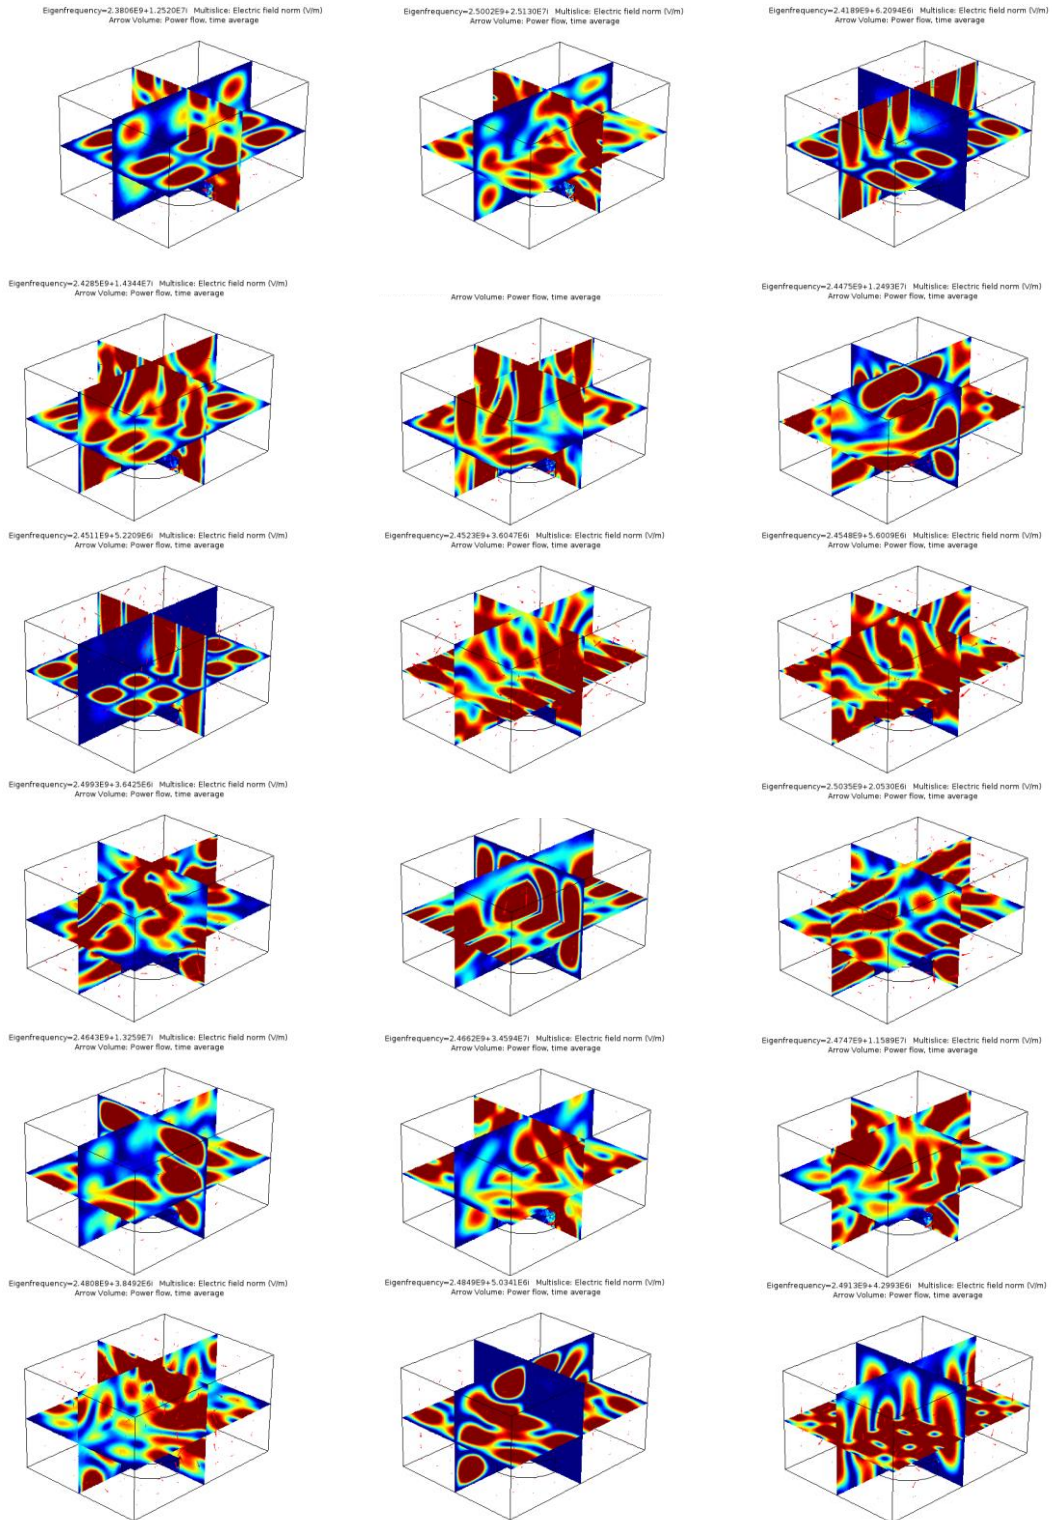 Eigenfrequency=2.3806E9+1.2520E7i Multislice: Electric field norm (V/m)
Arrow Volume: Power flow, time average
Eigenfrequency=2.5002E9+2.5130E7i Multislice: Electric field norm (V/m)
Arrow Volume: Power flow, time average
Eigenfrequency=2.4189E9+6.2094E6i Multislice: Electric field norm (V/m)
Arrow Volume: Power flow, time average
Eigenfrequency=2.4285E9+1.4344E7i Multislice: Electric field norm (V/m)
Arrow Volume: Power flow, time average
Arrow Volume: Power flow, time average
Eigenfrequency=2.4475E9+1.2493E7i Multislice: Electric field norm (V/m)
Arrow Volume: Power flow, time average
Eigenfrequency=2.4511E9+5.2209E6i Multislice: Electric field norm (V/m)
Arrow Volume: Power flow, time average
Eigenfrequency=2.4523E9+3.6047E6i Multislice: Electric field norm (V/m)
Arrow Volume: Power flow, time average
Eigenfrequency=2.4548E9+5.6009E6i Multislice: Electric field norm (V/m)
Arrow Volume: Power flow, time average
Eigenfrequency=2.4993E9+3.6425E6i Multislice: Electric field norm (V/m)
Arrow Volume: Power flow, time average
Eigenfrequency=2.5035E9+2.0530E6i Multislice: Electric field norm (V/m)
Arrow Volume: Power flow, time average
Eigenfrequency=2.4643E9+1.3259E7i Multislice: Electric field norm (V/m)
Arrow Volume: Power flow, time average
Eigenfrequency=2.4662E9+3.4594E7i Multislice: Electric field norm (V/m)
Arrow Volume: Power flow, time average
Eigenfrequency=2.4747E9+1.1589E7i Multislice: Electric field norm (V/m)
Arrow Volume: Power flow, time average
Eigenfrequency=2.4808E9+3.8492E6i Multislice: Electric field norm (V/m)
Arrow Volume: Power flow, time average
Eigenfrequency=2.4849E9+5.0341E6i Multislice: Electric field norm (V/m)
Arrow Volume: Power flow, time average
Eigenfrequency=2.4913E9+4.2993E6i Multislice: Electric field norm (V/m)
Arrow Volume: Power flow, time average